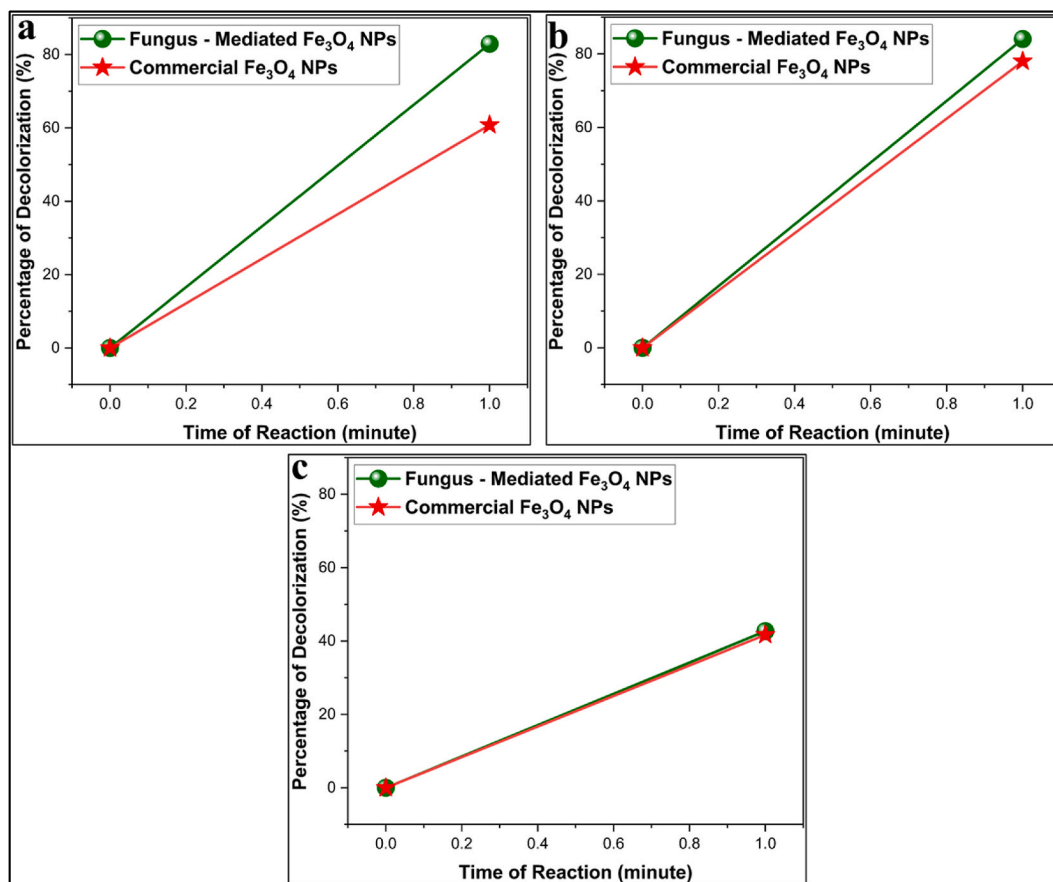 a
Fungus - Mediated Fe₃O₄ NPs
Commercial Fe₃O₄ NPs
Percentage of Decolorization (%)
80
60
40
20
0
0.0 0.2 0.4 0.6 0.8 1.0
Time of Reaction (minute)
b
Fungus - Mediated Fe₃O₄ NPs
Commercial Fe₃O₄ NPs
Percentage of Decolorization (%)
80
60
40
20
0
0.0 0.2 0.4 0.6 0.8 1.0
Time of Reaction (minute)
c
Fungus - Mediated Fe₃O₄ NPs
Commercial Fe₃O₄ NPs
Percentage of Decolorization (%)
80
60
40
20
0
0.0 0.2 0.4 0.6 0.8 1.0
Time of Reaction (minute)